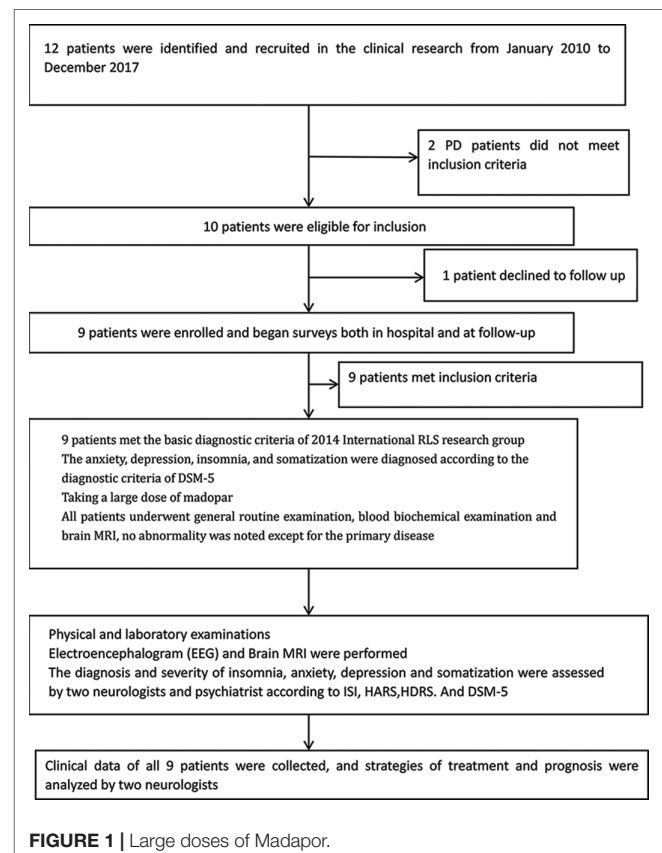 12 patients were identified and recruited in the clinical research from January 2010 to
December 2017
2 PD patients did not meet
inclusion criteria
10 patients were eligible for inclusion
1 patient declined to follow up
9 patients were enrolled and began surveys both in hospital and at follow-up
9 patients met inclusion criteria
9 patients met the basic diagnostic criteria of 2014 International RLS research group
The anxiety, depression, insomnia, and somatization were diagnosed according to the
diagnostic criteria of DSM-5
Taking a large dose of madopar
All patients underwent general routine examination, blood biochemical examination and
brain MRI, no abnormality was noted except for the primary disease
Physical and laboratory examinations
Electroencephalogram (EEG) and Brain MRI were performed
The diagnosis and severity of insomnia, anxiety, depression and somatization were assessed
by two neurologists and psychiatrist according to ISI, HARS,HDRS. And DSM-5
Clinical data of all 9 patients were collected, and strategies of treatment and prognosis were
analyzed by two neurologists
FIGURE 1 | Large doses of Madapor.